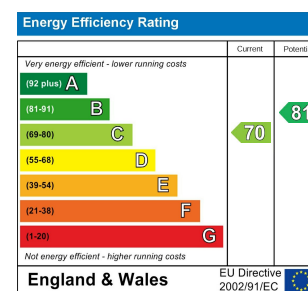 Energy Efficiency Rating
Current Potenti
Very energy efficient - lower running costs
(92 plus) A
(81-91) B
81
(69-80) C
70
(55-68) D
(39-54) E
(21-38) F
(1-20) G
Not energy efficient - higher running costs
England & Wales
EU Directive
2002/91/EC